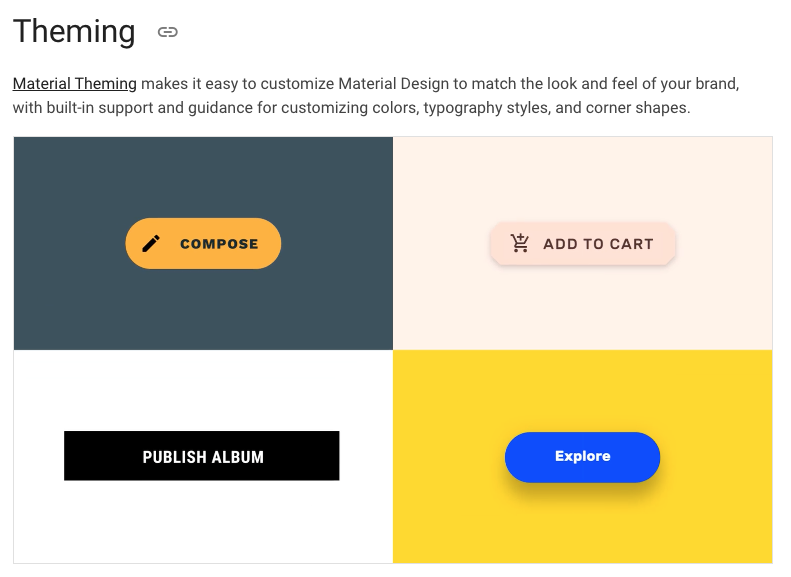 Theming
Material Theming makes it easy to customize Material Design to match the look and feel of your brand,
with built-in support and guidance for customizing colors, typography styles, and corner shapes.
COMPOSE
ADD TO CART
PUBLISH ALBUM
Explore